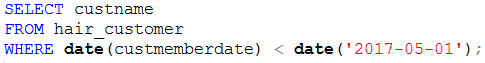 SELECT custname
FROM hair_customer
WHERE date(custmemberdate) < date('2017-05-01');